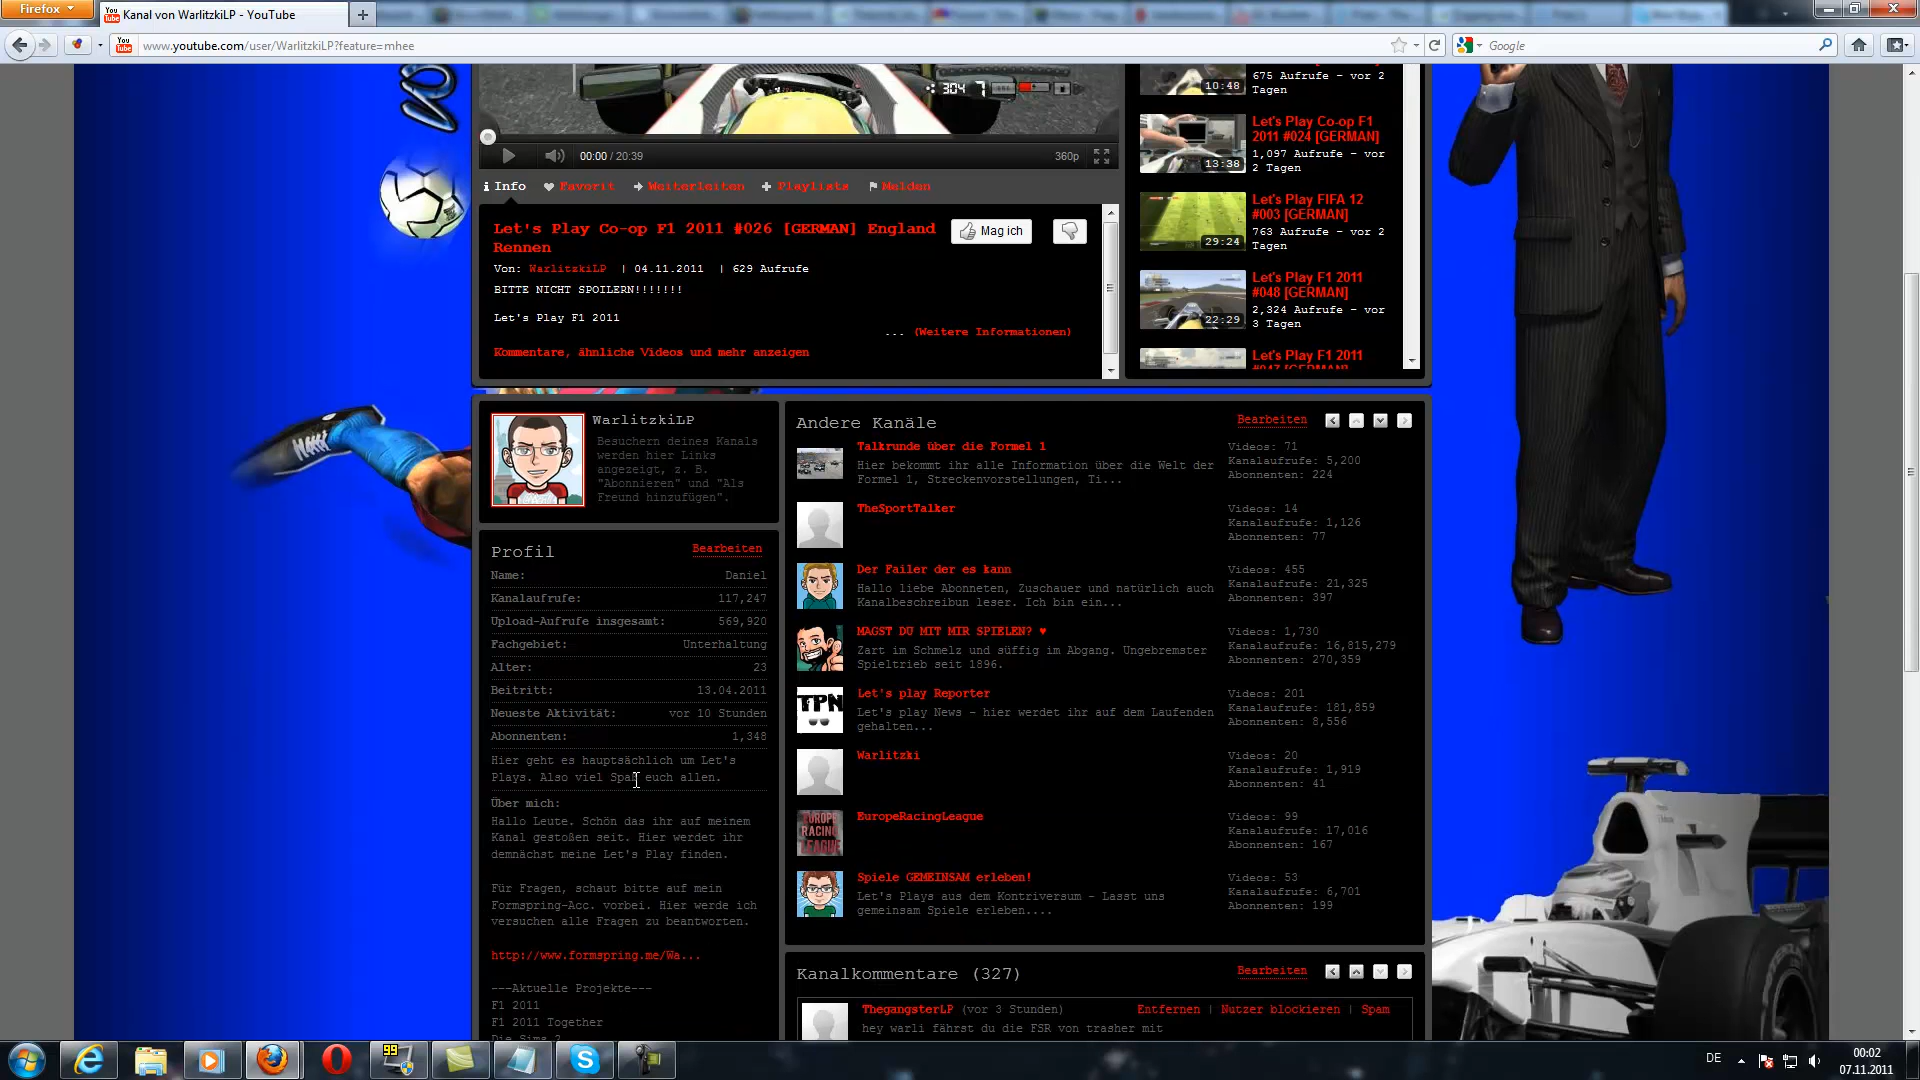 Firefox
Kanal von WarlitzkiLP - YouTube
www.youtube.com/user/WarlitzkiLP?feature=mhee
Google
304 7
00:00 / 20:39
360p
Info
Favorit
Weiterleiten
Playlists
Melden
Let's Play Co-op F1 2011 #026 [GERMAN] England
Rennen
Mag ich
Von: WarlitzkiLP | 04.11.2011 | 629 Aufrufe
BITTE NICHT SPOILERN!!!!!!!
Let's Play F1 2011
... (Weitere Informationen)
Kommentare, ähnliche Videos und mehr anzeigen
10:48
675 Aufrufe - vor 2
Tagen
13:38
Let's Play Co-op F1
2011 #024 [GERMAN]
1,097 Aufrufe - vor
2 Tagen
29:24
Let's Play FIFA 12
#003 [GERMAN]
763 Aufrufe - vor 2
Tagen
22:29
Let's Play F1 2011
#048 [GERMAN]
2,324 Aufrufe - vor
3 Tagen
Let's Play F1 2011
#047 [GERMAN]
WarlitzkiLP
Besuchern deines Kanals
werden hier Links
angezeigt, z. B.
"Abonnieren" und "Als
Freund hinzufügen".
Profil
Bearbeiten
Name: Daniel
Kanalaufrufe: 117,247
Upload-Aufrufe insgesamt: 569,920
Fachgebiet: Unterhaltung
Alter: 23
Beitritt: 13.04.2011
Neueste Aktivität: vor 10 Stunden
Abonnenten: 1,348
Hier geht es hauptsächlich um Let's
Plays. Also viel Spaß euch allen.
Über mich:
Hallo Leute. Schön das ihr auf meinem
Kanal gestoßen seit. Hier werdet ihr
demnächst meine Let's Play finden.
Für Fragen, schaut bitte auf mein
Formspring-Acc. vorbei. Hier werde ich
versuchen alle Fragen zu beantworten.
http://www.formspring.me/Wa...
---Aktuelle Projekte---
F1 2011
F1 2011 Together
Die Sims 3
Andere Kanäle
Bearbeiten
Talkrunde über die Formel 1
Hier bekommt ihr alle Information über die Welt der
Formel 1, Streckenvorstellungen, Ti...
Videos: 71
Kanalaufrufe: 5,200
Abonnenten: 224
TheSportTalker
Videos: 14
Kanalaufrufe: 1,126
Abonnenten: 77
Der Failer der es kann
Hallo liebe Abonneten, Zuschauer und natürlich auch
Kanalbeschreibun leser. Ich bin ein...
Videos: 455
Kanalaufrufe: 21,325
Abonnenten: 397
MAGST DU MIT MIR SPIELEN? ♥
Zart im Schmelz und süffig im Abgang. Ungebremster
Spieltrieb seit 1896.
Videos: 1,730
Kanalaufrufe: 16,815,279
Abonnenten: 270,359
TPN
Let's play Reporter
Let's play News - hier werdet ihr auf dem Laufenden
gehalten...
Videos: 201
Kanalaufrufe: 181,859
Abonnenten: 8,556
Warlitzki
Videos: 20
Kanalaufrufe: 1,919
Abonnenten: 41
EUROPE
RACING
LEAGUE
EuropeRacingLeague
Videos: 99
Kanalaufrufe: 17,016
Abonnenten: 167
Spiele GEMEINSAM erleben!
Let's Plays aus dem Kontriversum - Lasst uns
gemeinsam Spiele erleben....
Videos: 53
Kanalaufrufe: 6,701
Abonnenten: 199
Kanalkommentare (327)
Bearbeiten
ThegangsterLP (vor 3 Stunden)
Entfernen | Nutzer blockieren | Spam
hey warli fährst du die FSR von trasher mit
99
DE
00:02
07.11.2011